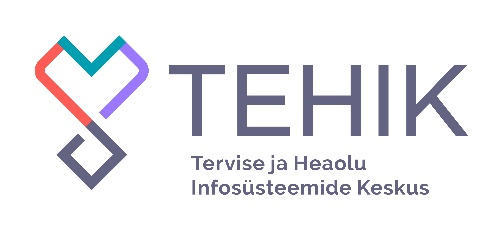 TEHIK
Tervise ja Heaolu
Infosüsteemide Keskus